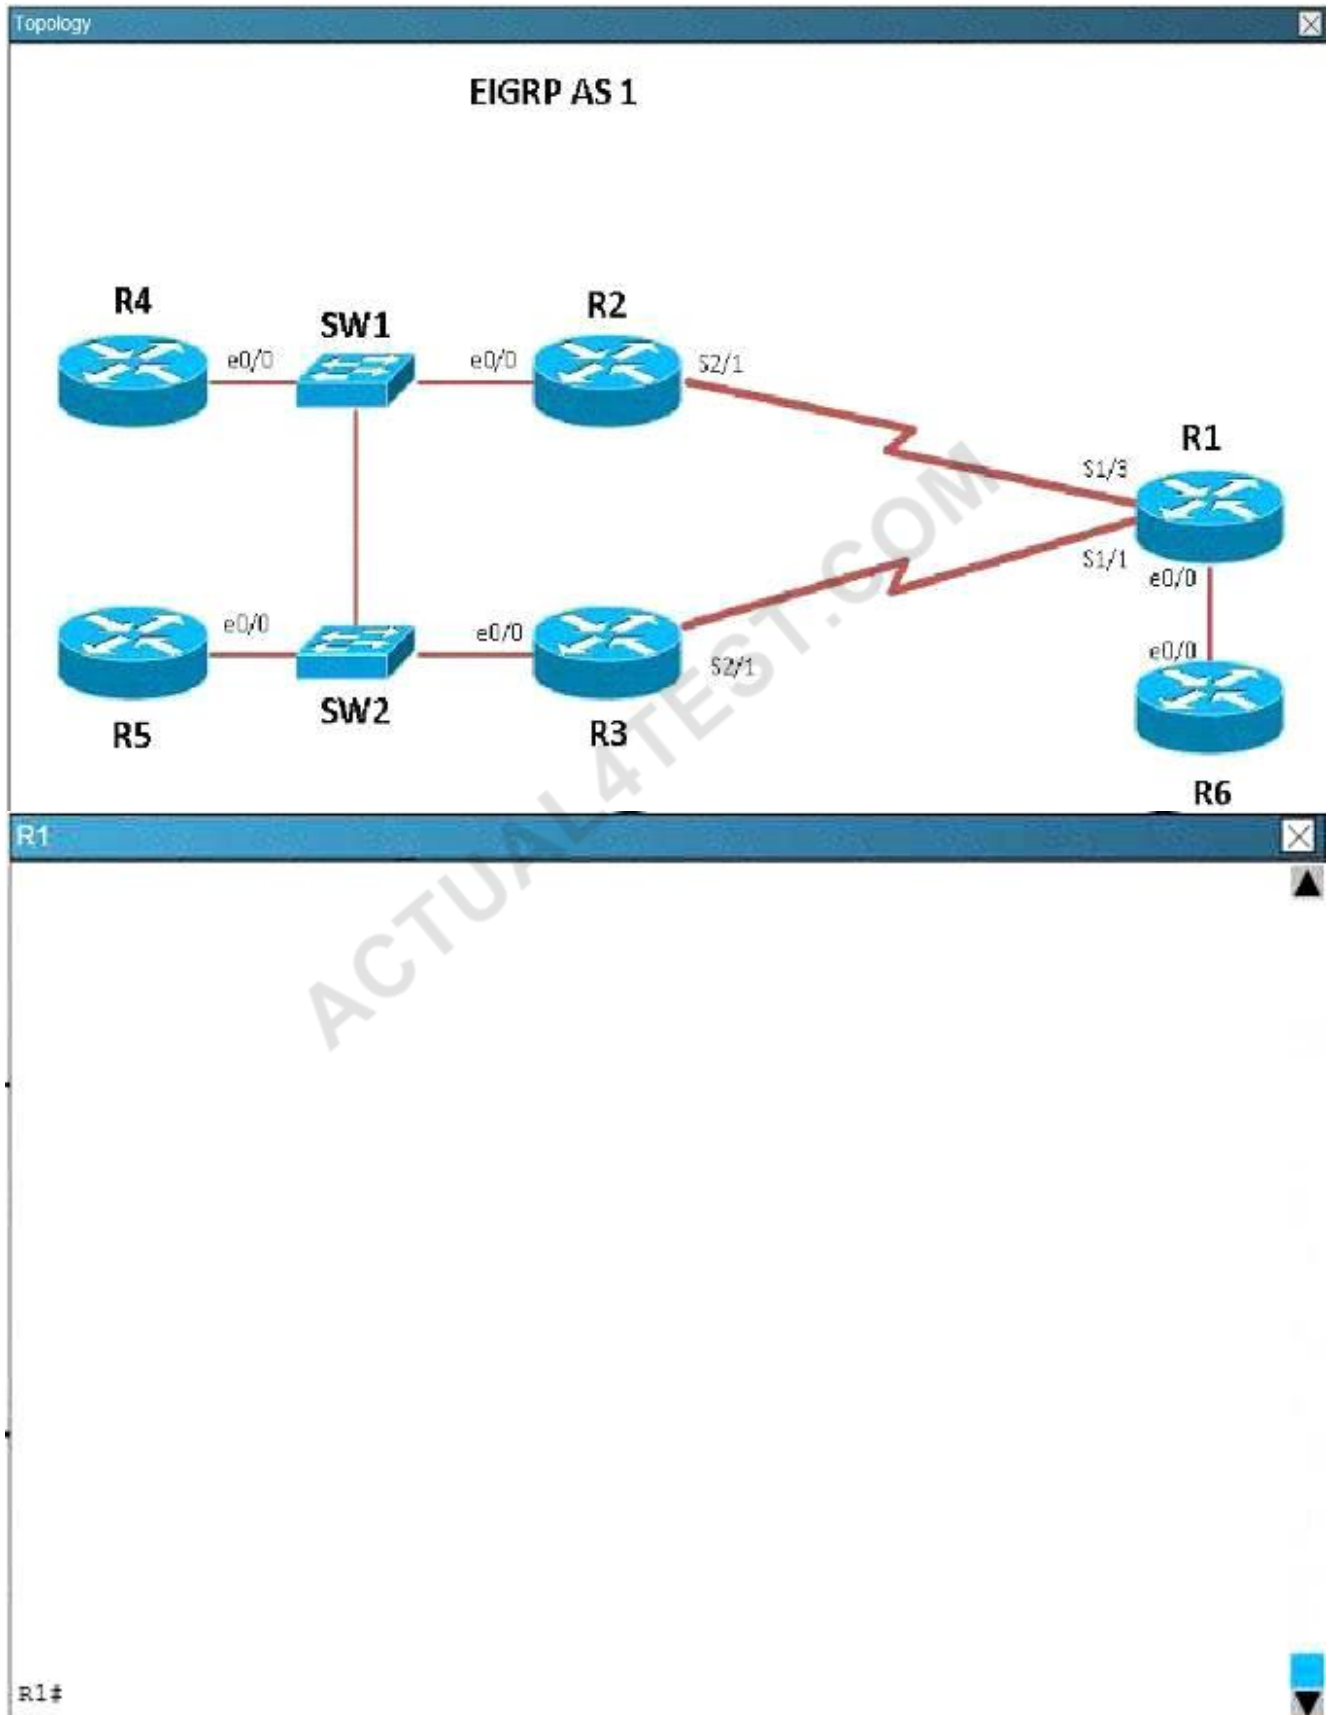 Topology
EIGRP AS 1
R4
SW1
R2
e0/0
e0/0
S2/1
R1
S1/3
S1/1
e0/0
e0/0
e0/0
e0/0
S2/1
R5
SW2
R3
R6
ACTUAL4TEST.COM
R1
R1#